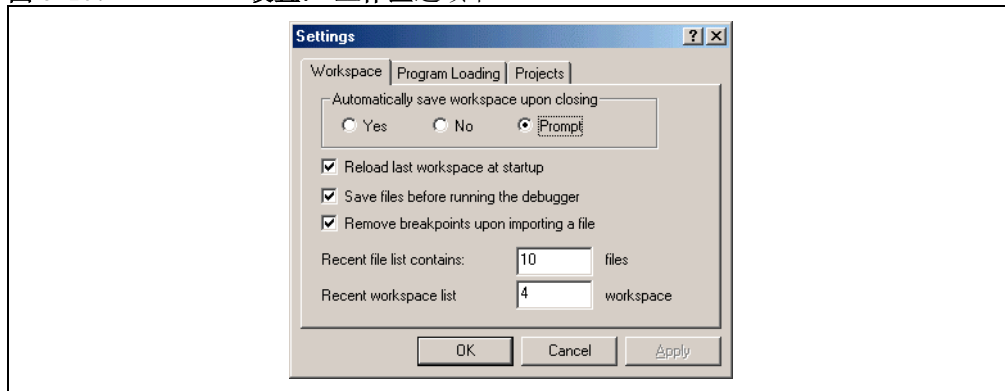 Settings
Workspace Program Loading Projects
Automatically save workspace upon closing
Yes No Prompt
Reload last workspace at startup
Save files before running the debugger
Remove breakpoints upon importing a file
Recent file list contains: 10 files
Recent workspace list 4 workspace
OK Cancel Apply